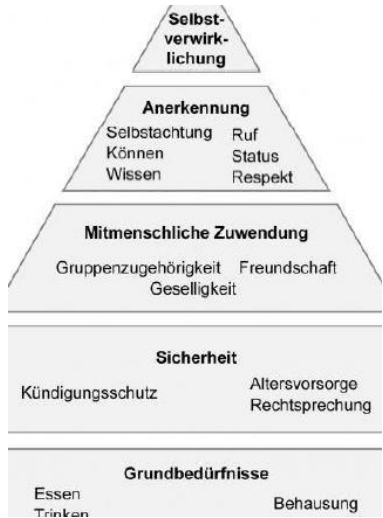 Selbst-
verwirk-
lichung
Anerkennung
Selbstachtung Ruf
Können Status
Wissen Respekt
Mitmenschliche Zuwendung
Gruppenzugehörigkeit Freundschaft
Geselligkeit
Sicherheit
Kündigungsschutz
Altersvorsorge
Rechtsprechung
Grundbedürfnisse
Essen
Behausung
Trinken